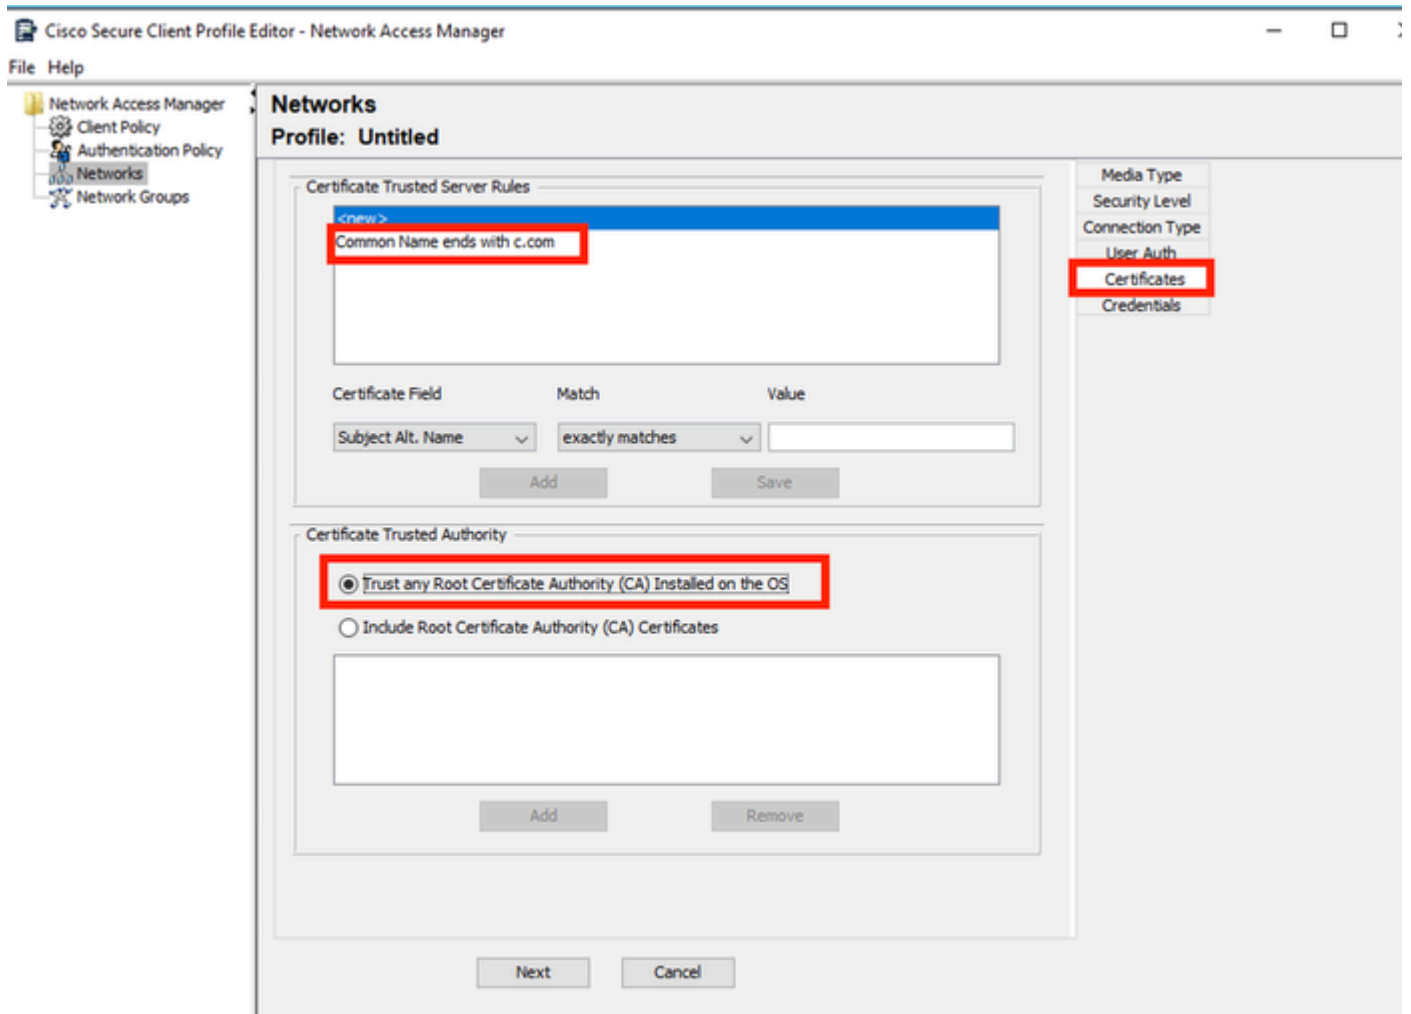 Cisco Secure Client Profile Editor - Network Access Manager
File Help
Network Access Manager
Client Policy
Authentication Policy
Networks
Network Groups
Networks
Profile: Untitled
Certificate Trusted Server Rules
<new>
Common Name ends with c.com
Certificate Field Match Value
Subject Alt. Name exactly matches
Add Save
Certificate Trusted Authority
Trust any Root Certificate Authority (CA) Installed on the OS
Include Root Certificate Authority (CA) Certificates
Add Remove
Next Cancel
Media Type
Security Level
Connection Type
User Auth
Certificates
Credentials